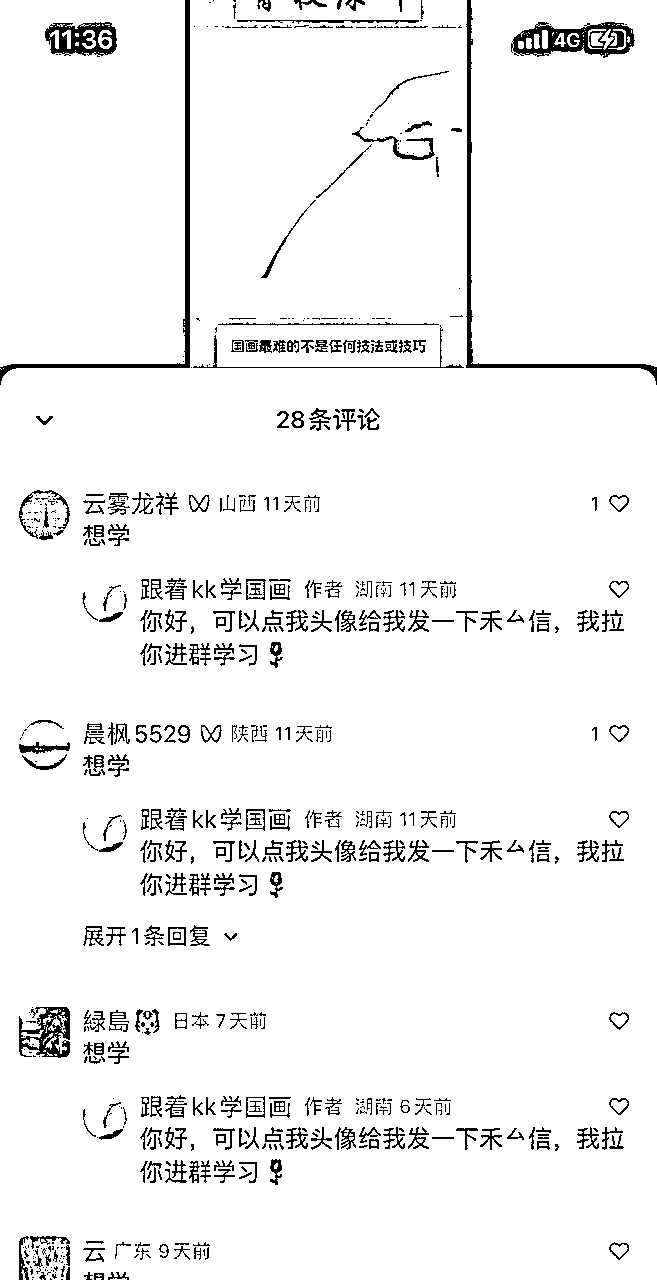 11:36
4G
国画最难的不是任何技法或技巧
28条评论
云雾龙祥 山西 11天前
1
想学
跟着kk学国画 作者 湖南 11天前
你好，可以点我头像给我发一下禾厶信，我拉
你进群学习
晨枫5529 陕西 11天前
1
想学
跟着kk学国画 作者 湖南 11天前
你好，可以点我头像给我发一下禾厶信，我拉
你进群学习
展开1条回复
緑島 日本 7天前
想学
跟着kk学国画 作者 湖南 6天前
你好，可以点我头像给我发一下禾厶信，我拉
你进群学习
云 广东 9天前
想学